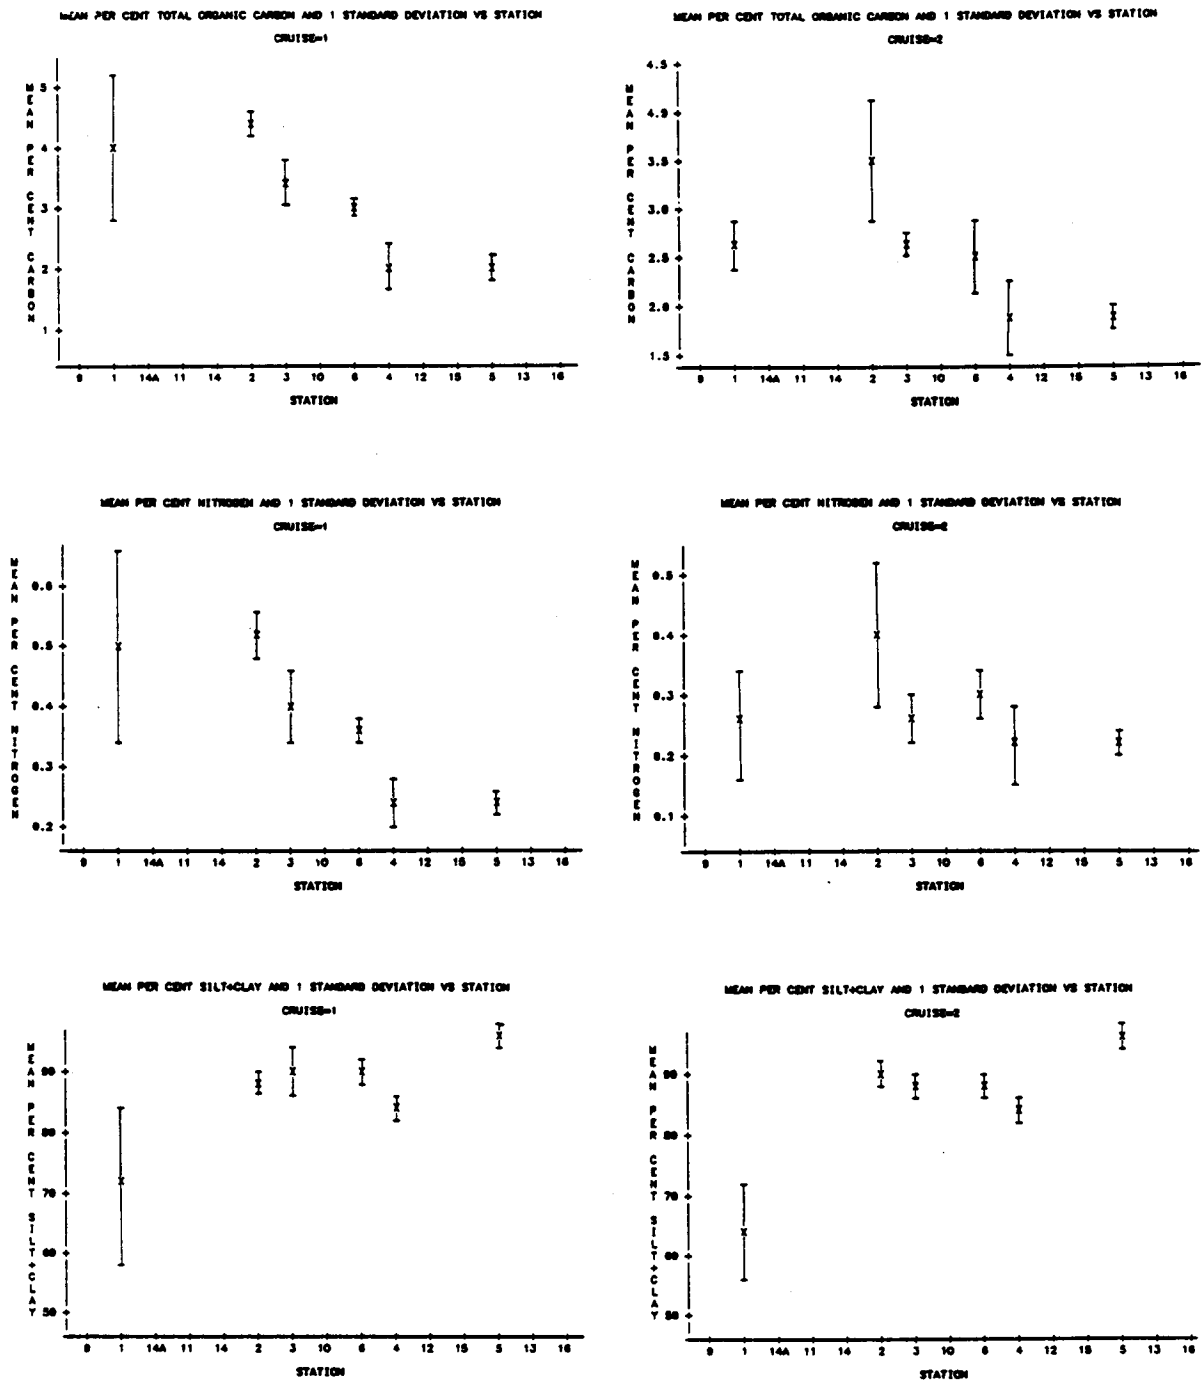 MEAN PER CENT TOTAL ORGANIC CARBON AND 1 STANDARD DEVIATION VS STATION
CRUISE=1
MEAN PER CENT CARBON
5
4
3
2
1
9 1 14A 11 14 2 3 10 6 4 12 15 5 13 16
STATION
MEAN PER CENT TOTAL ORGANIC CARBON AND 1 STANDARD DEVIATION VS STATION
CRUISE=2
MEAN PER CENT CARBON
4.5
4.0
3.5
3.0
2.5
2.0
1.5
9 1 14A 11 14 2 3 10 6 4 12 15 5 13 16
STATION
MEAN PER CENT NITROGEN AND 1 STANDARD DEVIATION VS STATION
CRUISE=1
MEAN PER CENT NITROGEN
0.6
0.5
0.4
0.3
0.2
9 1 14A 11 14 2 3 10 6 4 12 15 5 13 16
STATION
MEAN PER CENT NITROGEN AND 1 STANDARD DEVIATION VS STATION
CRUISE=2
MEAN PER CENT NITROGEN
0.5
0.4
0.3
0.2
0.1
9 1 14A 11 14 2 3 10 6 4 12 15 5 13 16
STATION
MEAN PER CENT SILT+CLAY AND 1 STANDARD DEVIATION VS STATION
CRUISE=1
MEAN PER CENT SILT+CLAY
90
80
70
60
50
9 1 14A 11 14 2 3 10 6 4 12 15 5 13 16
STATION
MEAN PER CENT SILT+CLAY AND 1 STANDARD DEVIATION VS STATION
CRUISE=2
MEAN PER CENT SILT+CLAY
90
80
70
60
50
9 1 14A 11 14 2 3 10 6 4 12 15 5 13 16
STATION